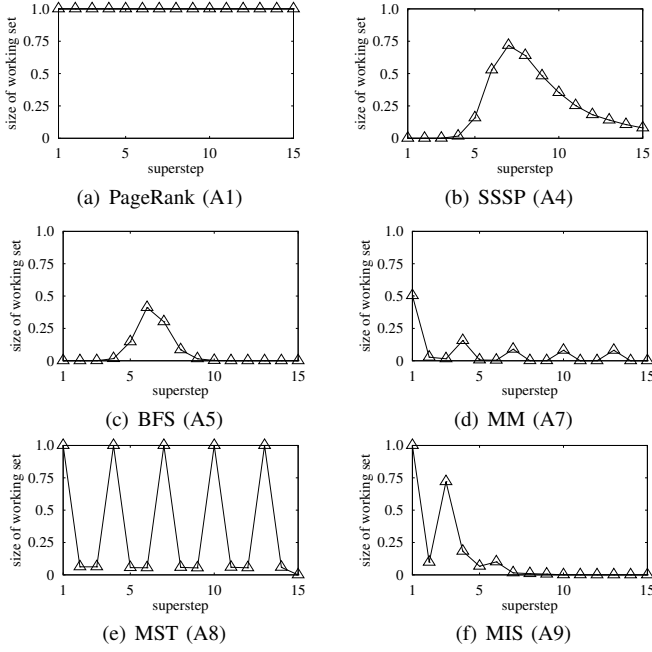 size of working set
1.0
0.75
0.5
0.25
0
1 5 10 15
superstep
(a) PageRank (A1)
size of working set
1.0
0.75
0.5
0.25
0
1 5 10 15
superstep
(b) SSSP (A4)
size of working set
1.0
0.75
0.5
0.25
0
1 5 10 15
superstep
(c) BFS (A5)
size of working set
1.0
0.75
0.5
0.25
0
1 5 10 15
superstep
(d) MM (A7)
size of working set
1.0
0.75
0.5
0.25
0
1 5 10 15
superstep
(e) MST (A8)
size of working set
1.0
0.75
0.5
0.25
0
1 5 10 15
superstep
(f) MIS (A9)